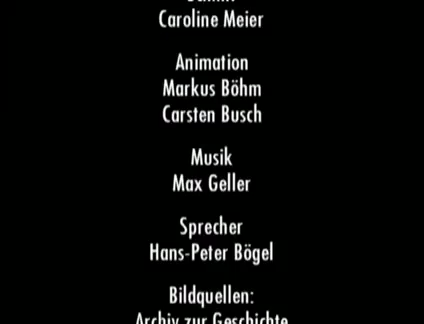 Caroline Meier
Animation
Markus Böhm
Carsten Busch
Musik
Max Geller
Sprecher
Hans-Peter Bögel
Bildquellen:
Archiv zur Geschichte